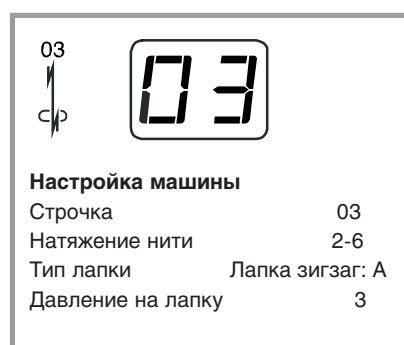 03
03
Настройка машины
Строчка 03
Натяжение нити 2-6
Тип лапки Лапка зигзаг: A
Давление на лапку 3